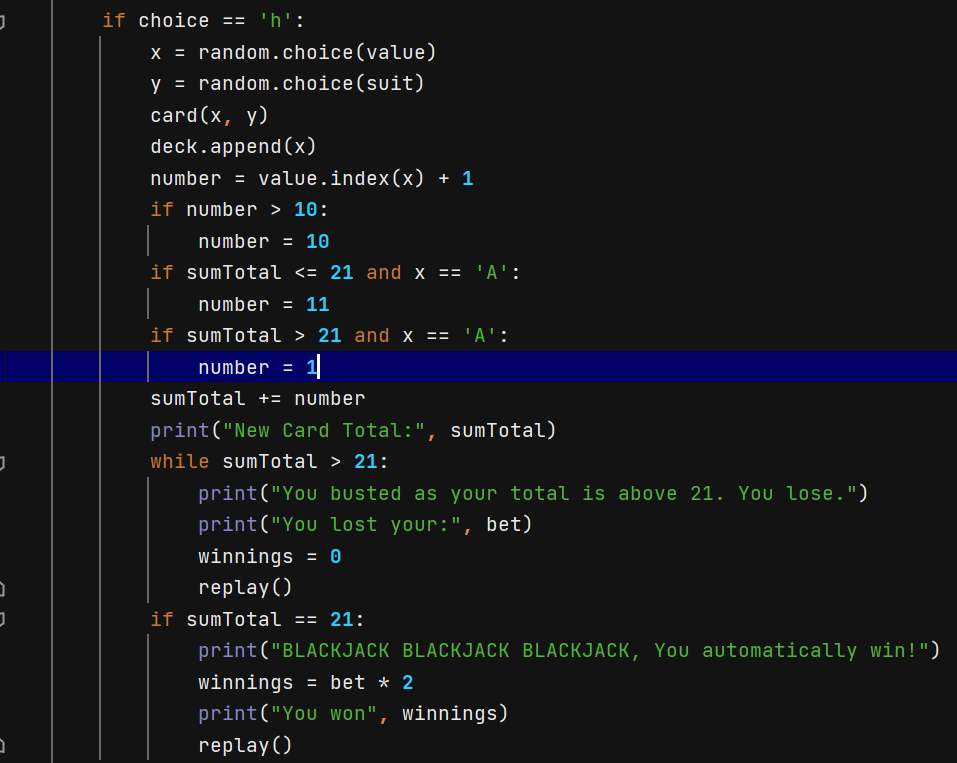 if choice == 'h':
x = random.choice(value)
y = random.choice(suit)
card(x, y)
deck.append(x)
number = value.index(x) + 1
if number > 10:
number = 10
if sumTotal <= 21 and x == 'A':
number = 11
if sumTotal > 21 and x == 'A':
number = 1
sumTotal += number
print("New Card Total:", sumTotal)
while sumTotal > 21:
print("You busted as your total is above 21. You lose.")
print("You lost your:", bet)
winnings = 0
replay()
if sumTotal == 21:
print("BLACKJACK BLACKJACK BLACKJACK, You automatically win!")
winnings = bet * 2
print("You won", winnings)
replay()